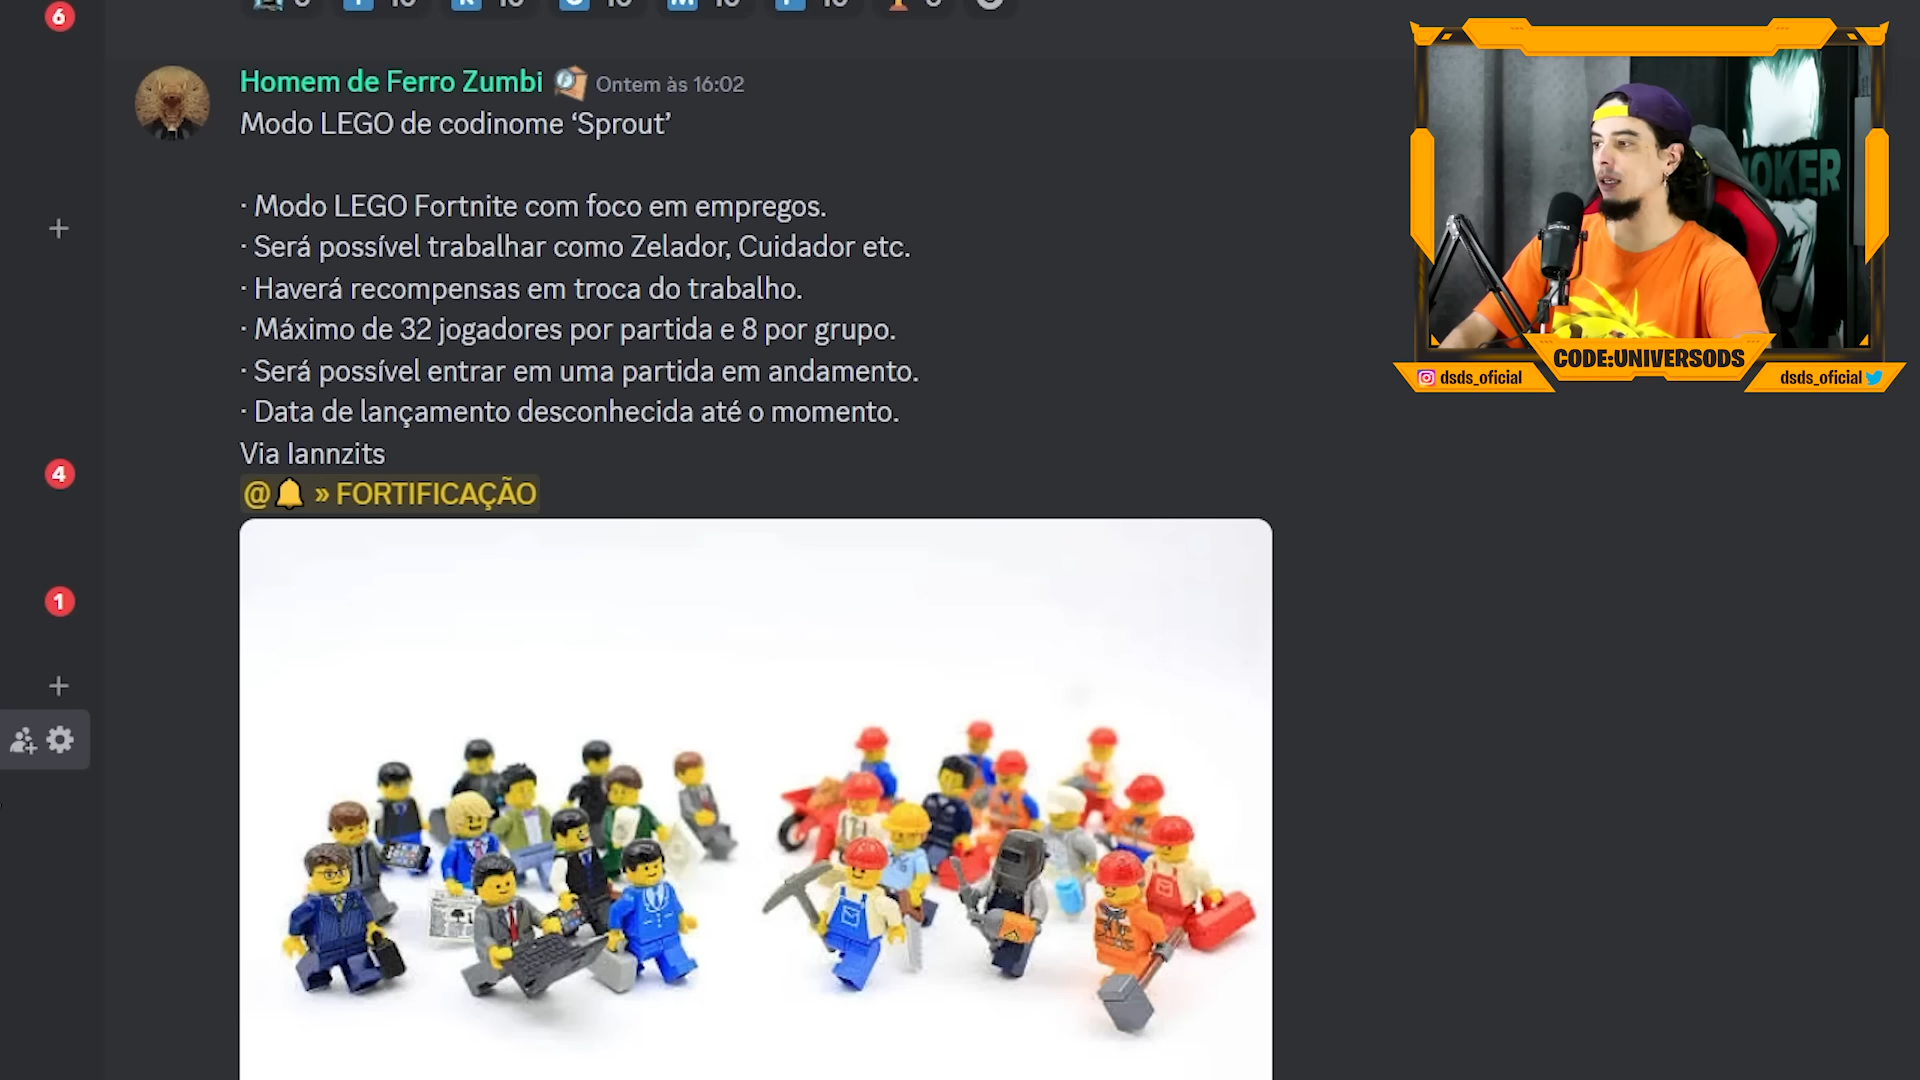 6
Homem de Ferro Zumbi Ontem às 16:02
Modo LEGO de codinome ‘Sprout’
· Modo LEGO Fortnite com foco em empregos.
· Será possível trabalhar como Zelador, Cuidador etc.
· Haverá recompensas em troca do trabalho.
· Máximo de 32 jogadores por partida e 8 por grupo.
· Será possível entrar em uma partida em andamento.
· Data de lançamento desconhecida até o momento.
Via Iannzits
@🔔 » FORTIFICAÇÃO
4
1
OKER
CODE:UNIVERSODS
dsds_oficial
dsds_oficial